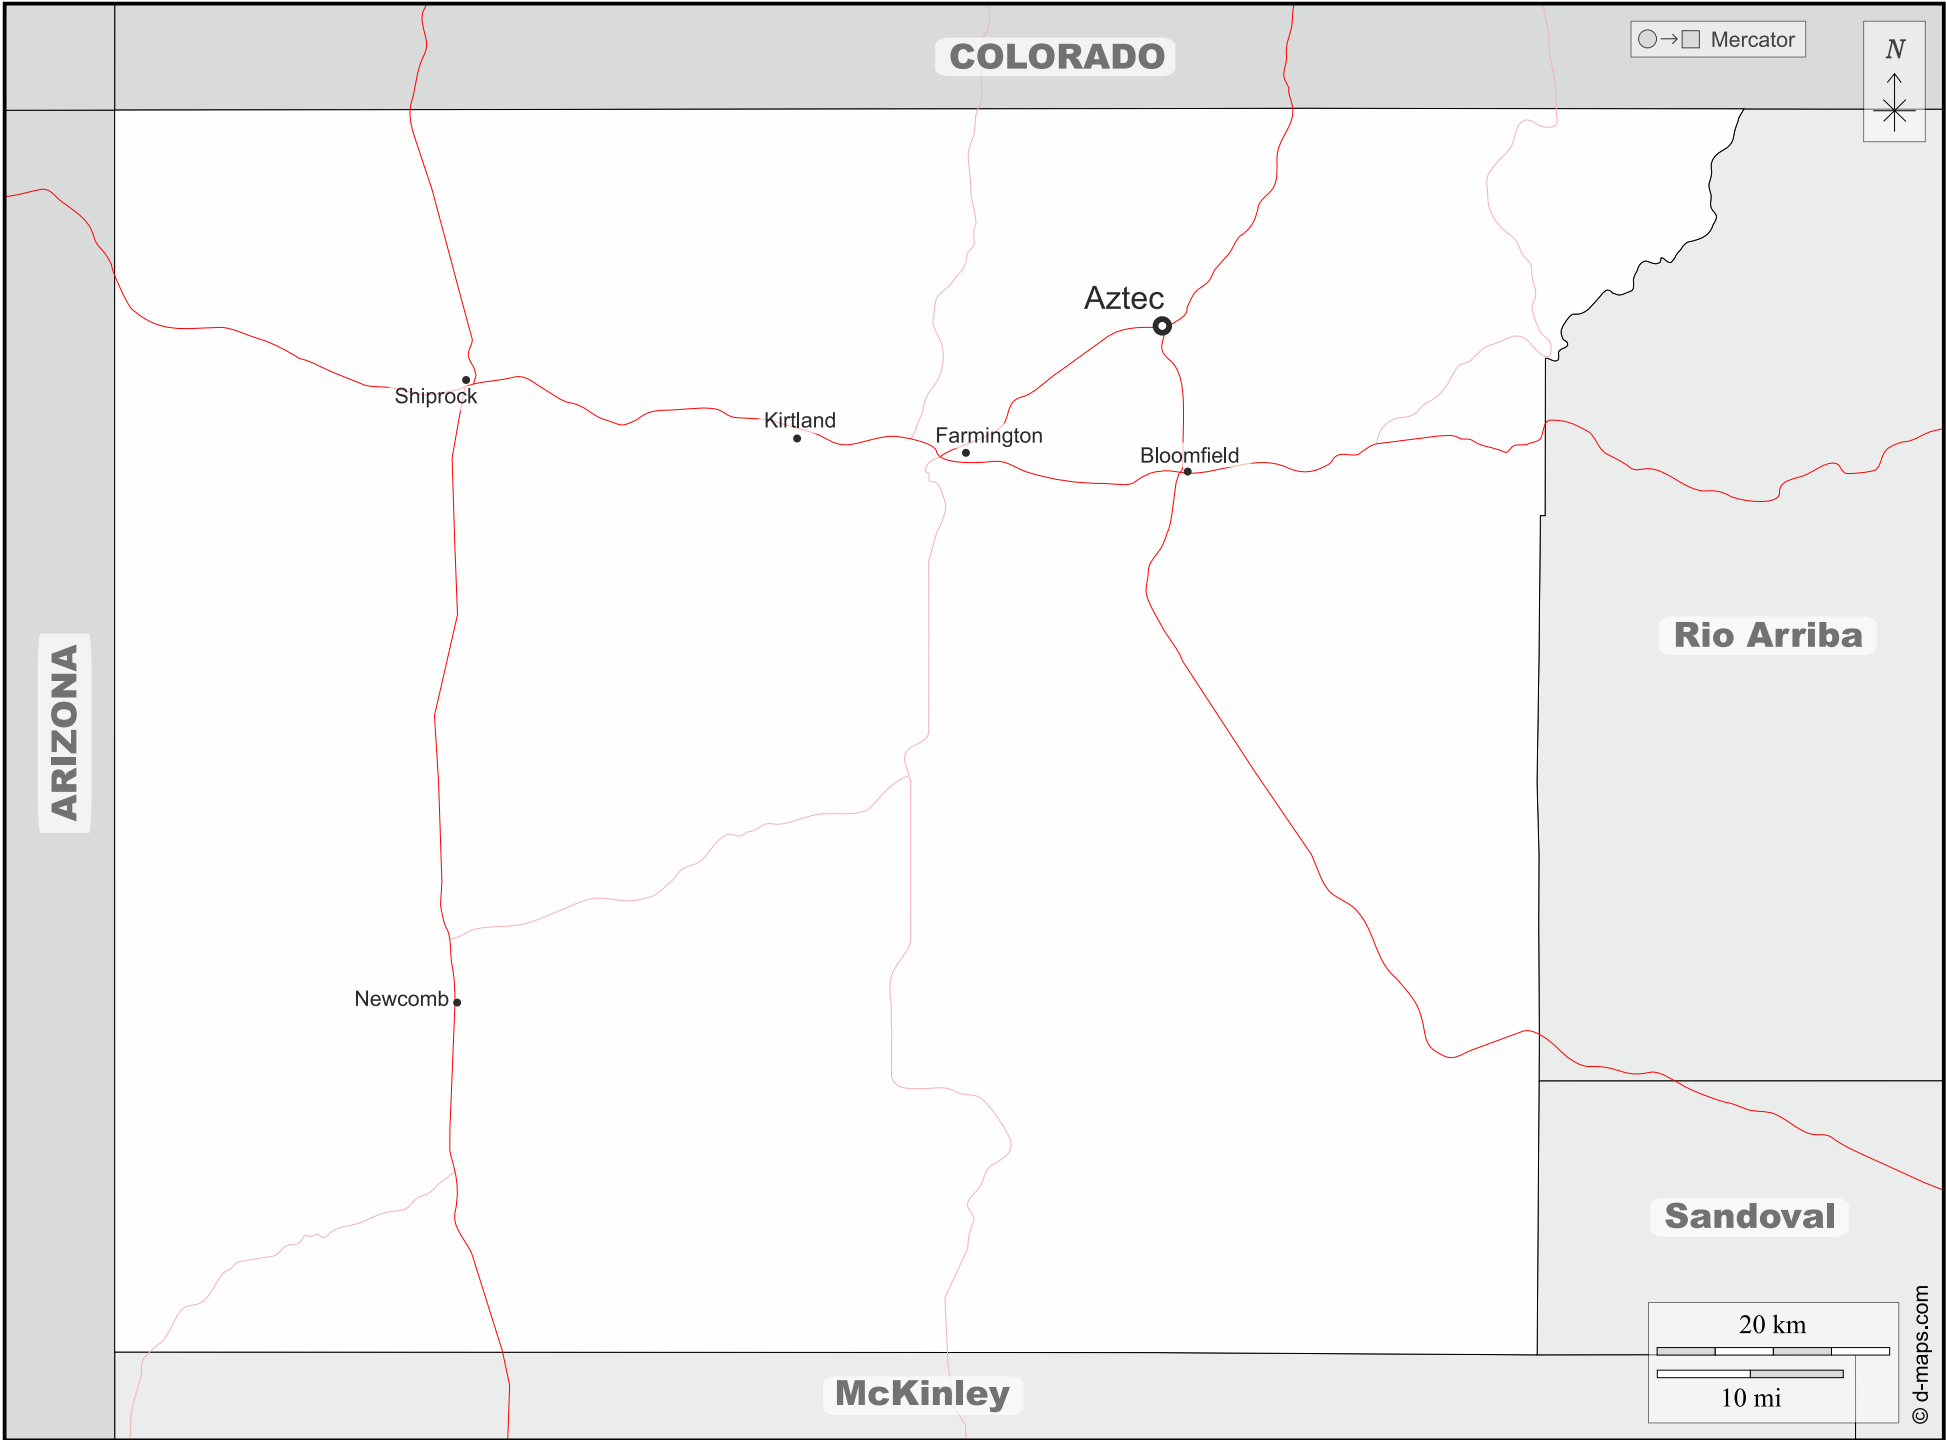 COLORADO
Mercator
N
Aztec
Shiprock
Kirtland
Farmington
Bloomfield
Rio Arriba
ARIZONA
Newcomb
Sandoval
McKinley
20 km
10 mi
© d-maps.com